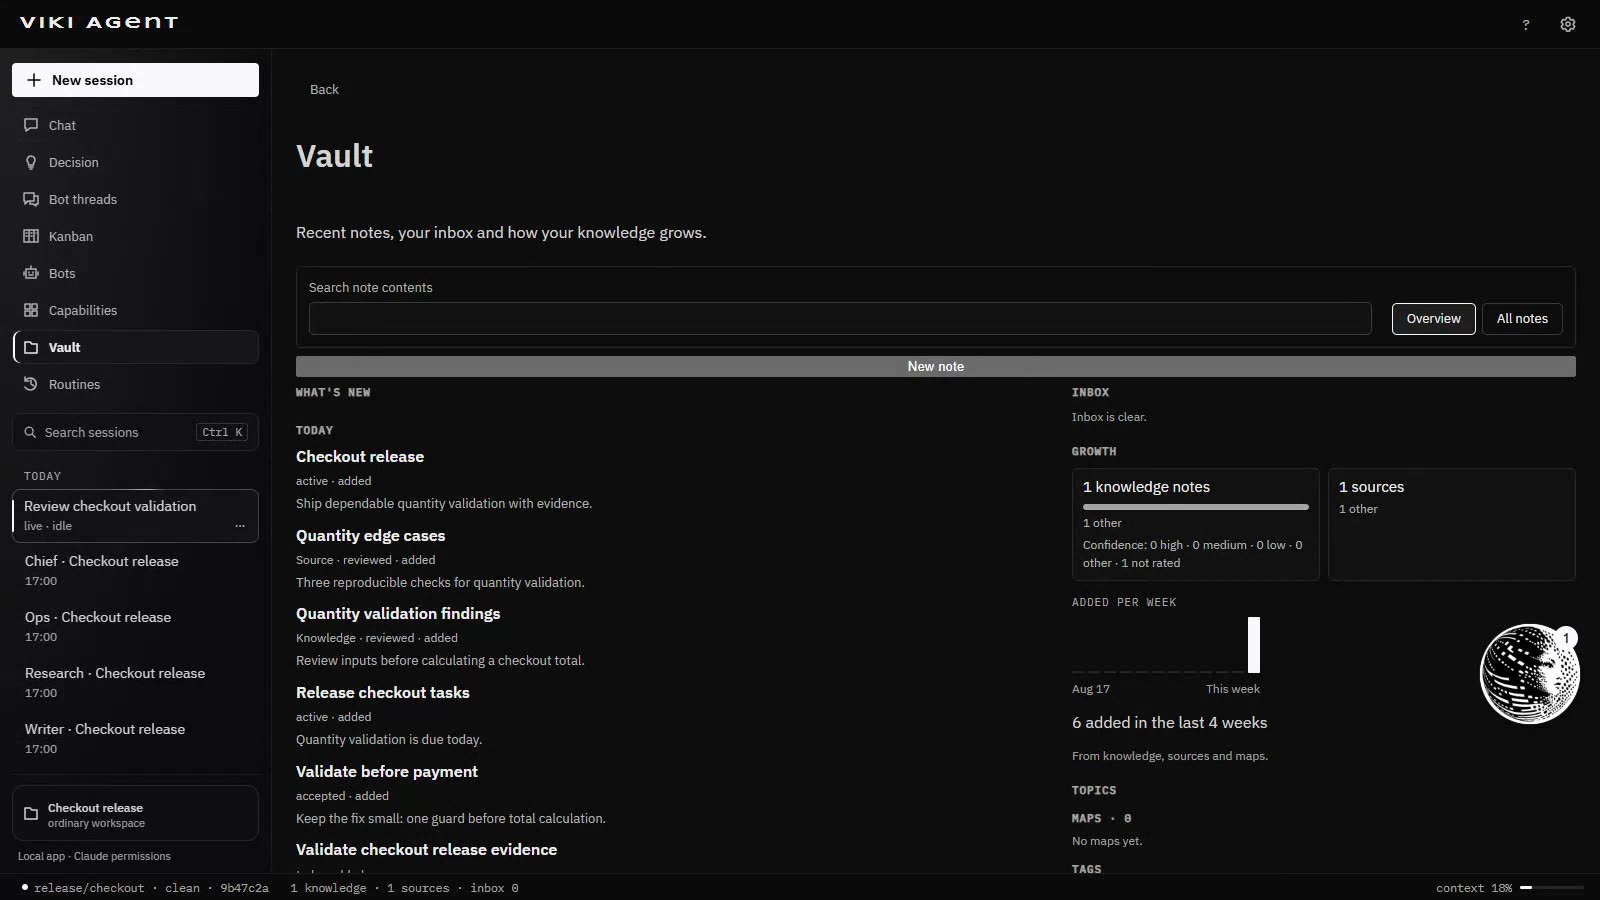 VIKI AGENT
?
New session
Chat
Decision
Bot threads
Kanban
Bots
Capabilities
Vault
Routines
Search sessions
Ctrl K
TODAY
Review checkout validation
live · idle
...
Chief · Checkout release
17:00
Ops · Checkout release
17:00
Research · Checkout release
17:00
Writer · Checkout release
17:00
Checkout release
ordinary workspace
Local app · Claude permissions
Back
Vault
Recent notes, your inbox and how your knowledge grows.
Search note contents
Overview
All notes
New note
WHAT'S NEW
TODAY
Checkout release
active · added
Ship dependable quantity validation with evidence.
Quantity edge cases
Source · reviewed · added
Three reproducible checks for quantity validation.
Quantity validation findings
Knowledge · reviewed · added
Review inputs before calculating a checkout total.
Release checkout tasks
active · added
Quantity validation is due today.
Validate before payment
accepted · added
Keep the fix small: one guard before total calculation.
Validate checkout release evidence
INBOX
Inbox is clear.
GROWTH
1 knowledge notes
1 other
Confidence: 0 high · 0 medium · 0 low · 0
other · 1 not rated
1 sources
1 other
ADDED PER WEEK
Aug 17
This week
6 added in the last 4 weeks
From knowledge, sources and maps.
TOPICS
MAPS · 0
No maps yet.
TAGS
1
release/checkout · clean · 9b47c2a
1 knowledge · 1 sources · inbox 0
context 18%